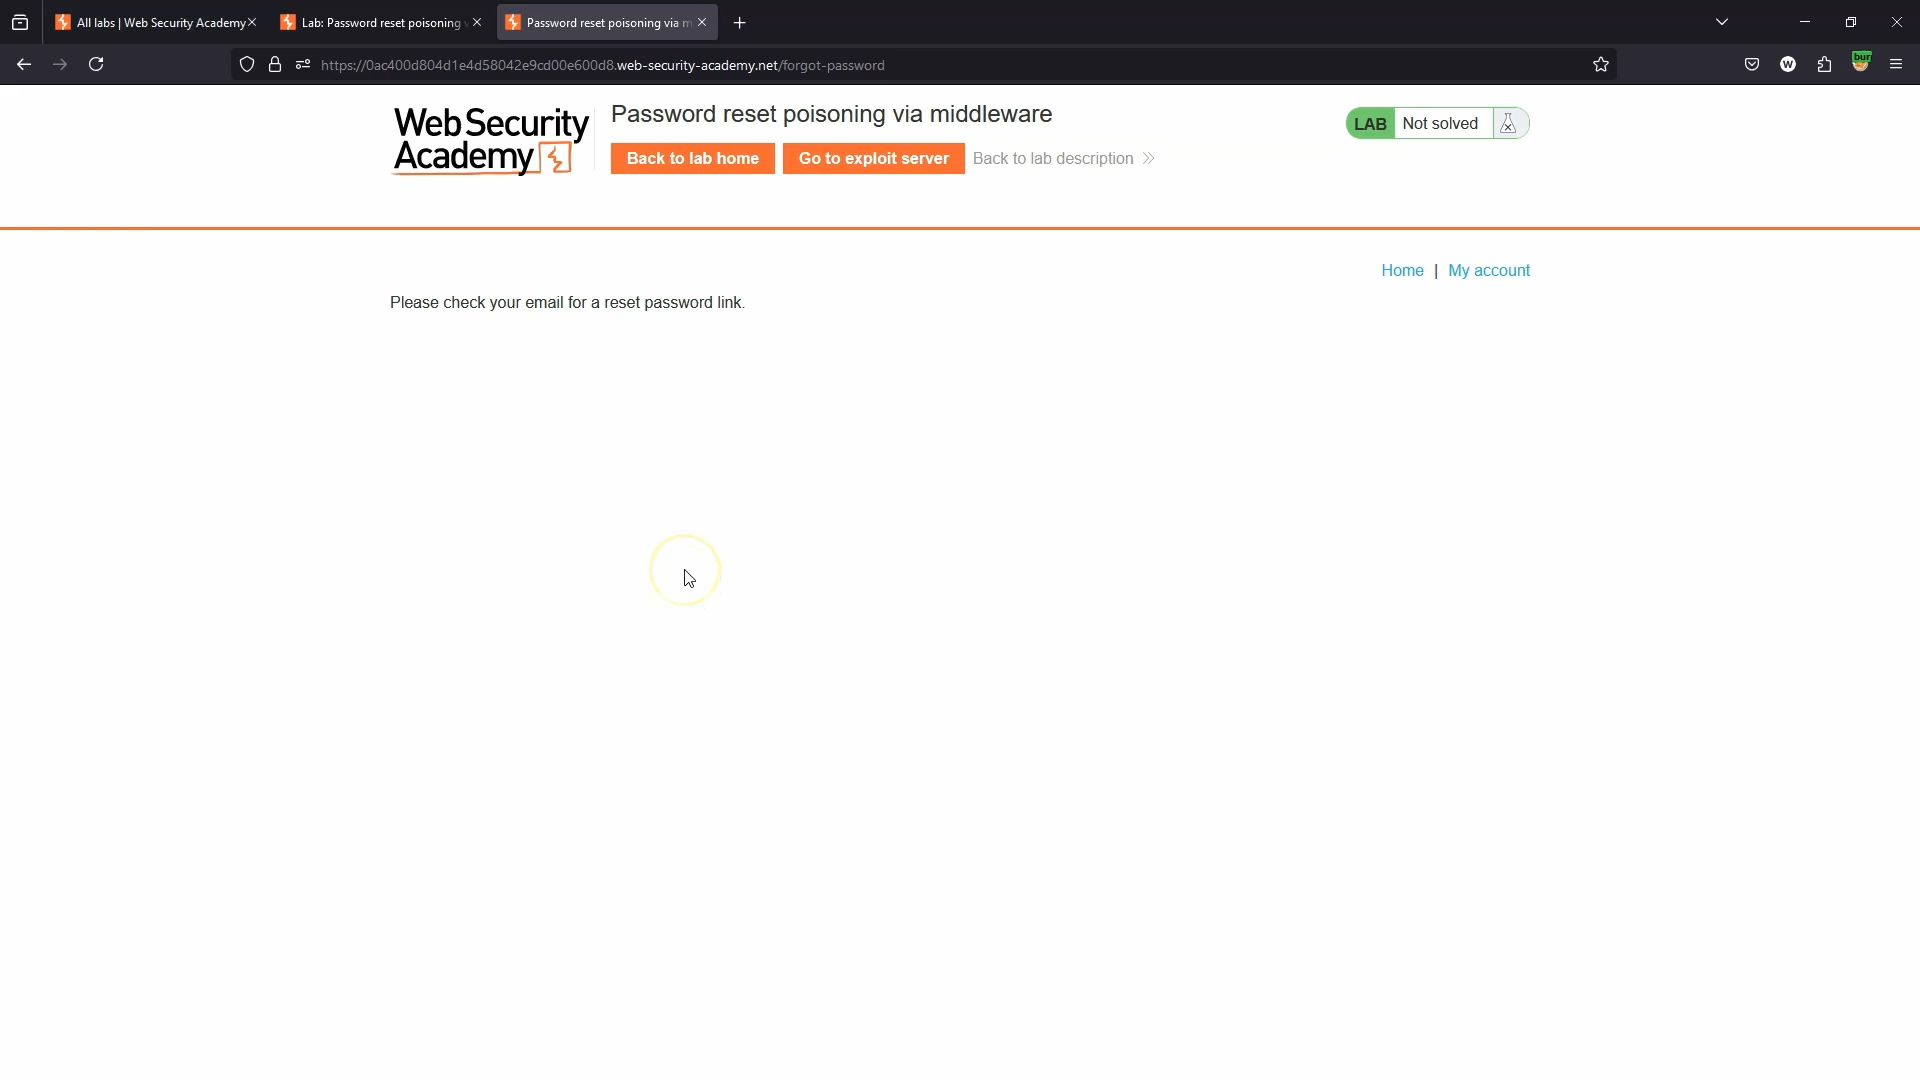 All labs | Web Security Academy
Lab: Password reset poisoning
Password reset poisoning via m
https://0ac400d804d1e4d58042e9cd00e600d8.web-security-academy.net/forgot-password
W
bur
Web Security
Academy
Password reset poisoning via middleware
Back to lab home
Go to exploit server
Back to lab description
LAB
Not solved
Home | My account
Please check your email for a reset password link.